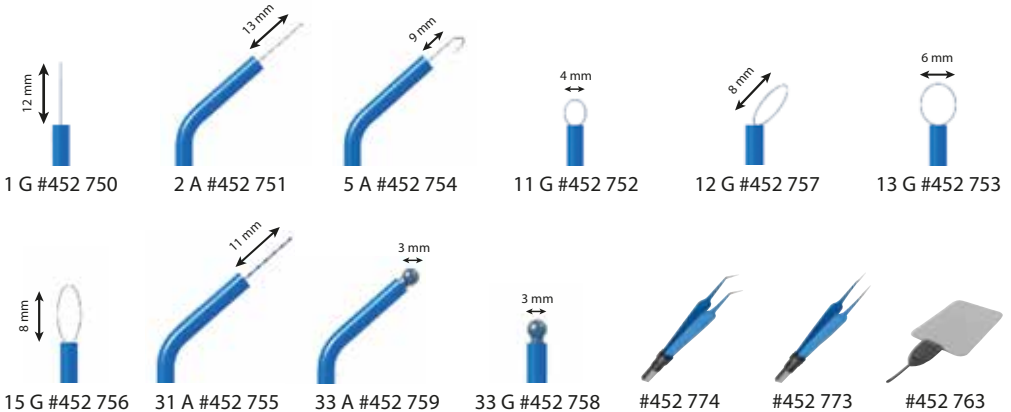 12 mm
13 mm
9 mm
4 mm
8 mm
6 mm
1 G #452 750
2 A #452 751
5 A #452 754
11 G #452 752
12 G #452 757
13 G #452 753
8 mm
11 mm
3 mm
3 mm
15 G #452 756
31 A #452 755
33 A #452 759
33 G #452 758
#452 774
#452 773
#452 763